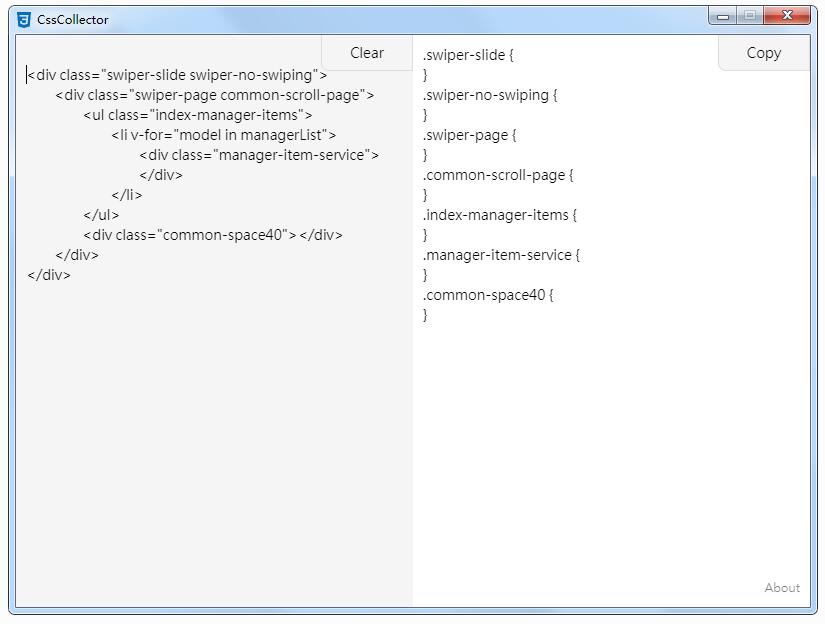 CssCollector
Clear
<div class="swiper-slide swiper-no-swiping">
<div class="swiper-page common-scroll-page">
<ul class="index-manager-items">
<li v-for="model in managerList">
<div class="manager-item-service">
</div>
</li>
</ul>
<div class="common-space40"></div>
</div>
</div>
Copy
.swiper-slide {
}
.swiper-no-swiping {
}
.swiper-page {
}
.common-scroll-page {
}
.index-manager-items {
}
.manager-item-service {
}
.common-space40 {
}
About